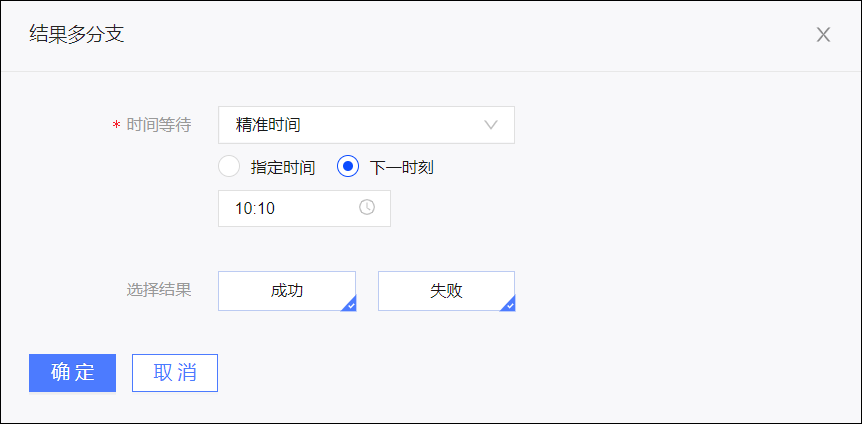 结果多分支
* 时间等待 精准时间
指定时间 下一时刻
10:10
选择结果 成功 失败
确定 取消